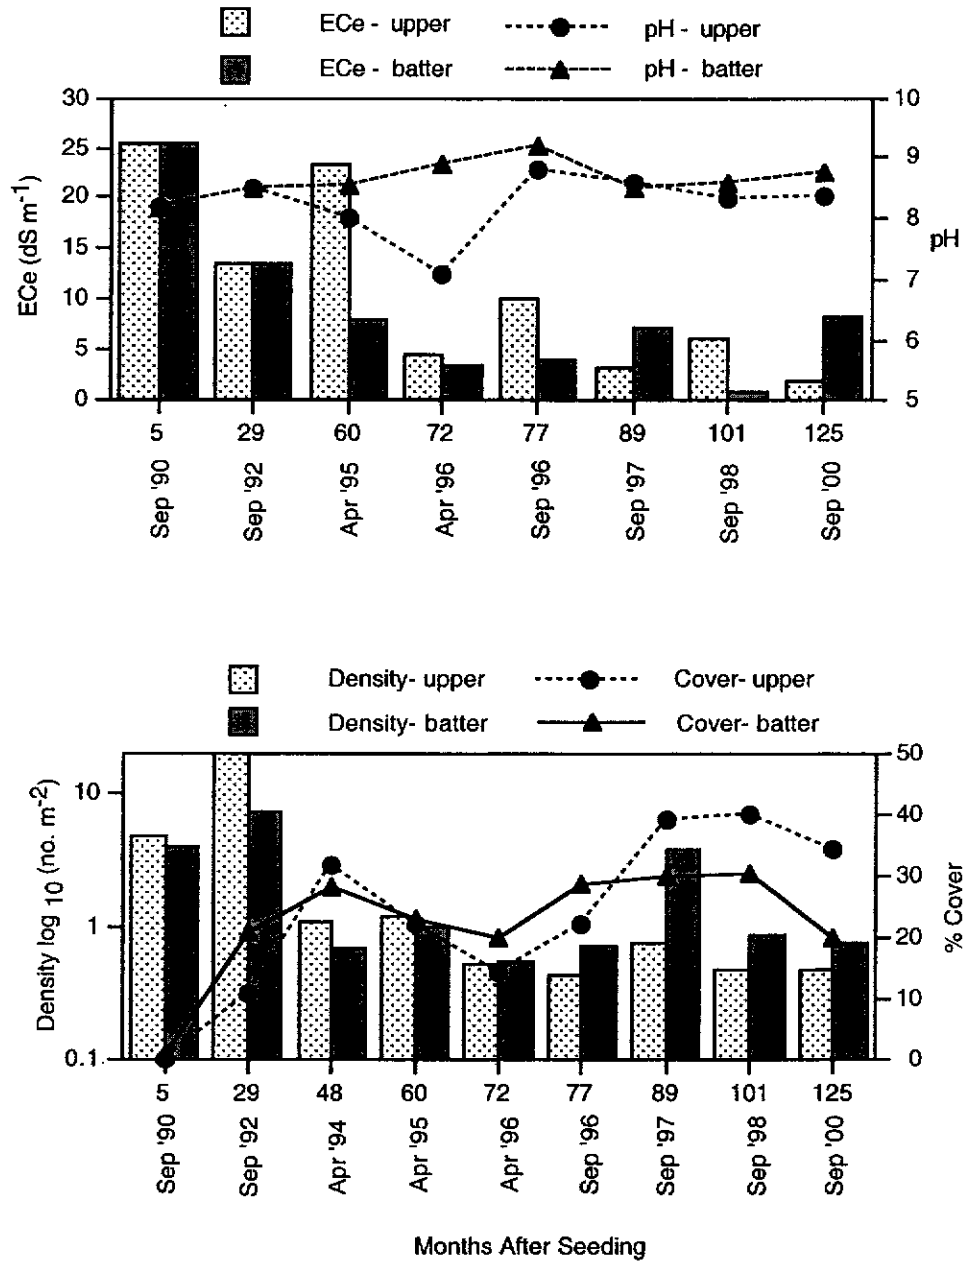 ECe - upper pH - upper
ECe - batter pH - batter
30 10
25 9
20 8
15 7
10 6
5
0 5
ECe (dS m-1)
pH
5 29 60 72 77 89 101 125
Sep '90 Sep '92 Apr '95 Apr '96 Sep '96 Sep '97 Sep '98 Sep '00
Density- upper Cover- upper
Density- batter Cover- batter
50
10 40
30
1 20
10
0.1 0
Density log 10 (no. m-2)
% Cover
5 29 48 60 72 77 89 101 125
Sep '90 Sep '92 Apr '94 Apr '95 Apr '96 Sep '96 Sep '97 Sep '98 Sep '00
Months After Seeding